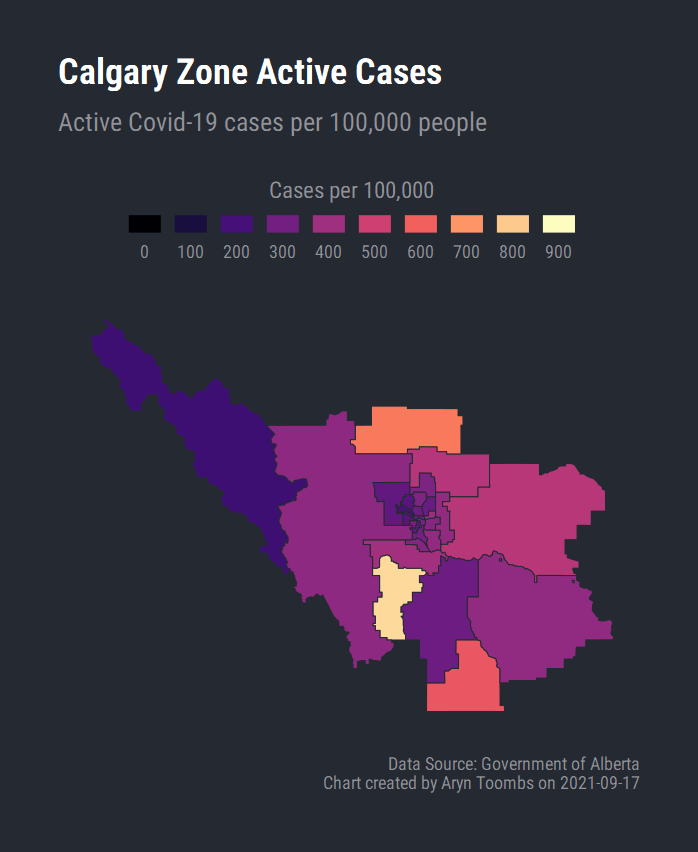 Calgary Zone Active Cases
Active Covid-19 cases per 100,000 people
Cases per 100,000
0 100 200 300 400 500 600 700 800 900
Data Source: Government of Alberta
Chart created by Aryn Toombs on 2021-09-17